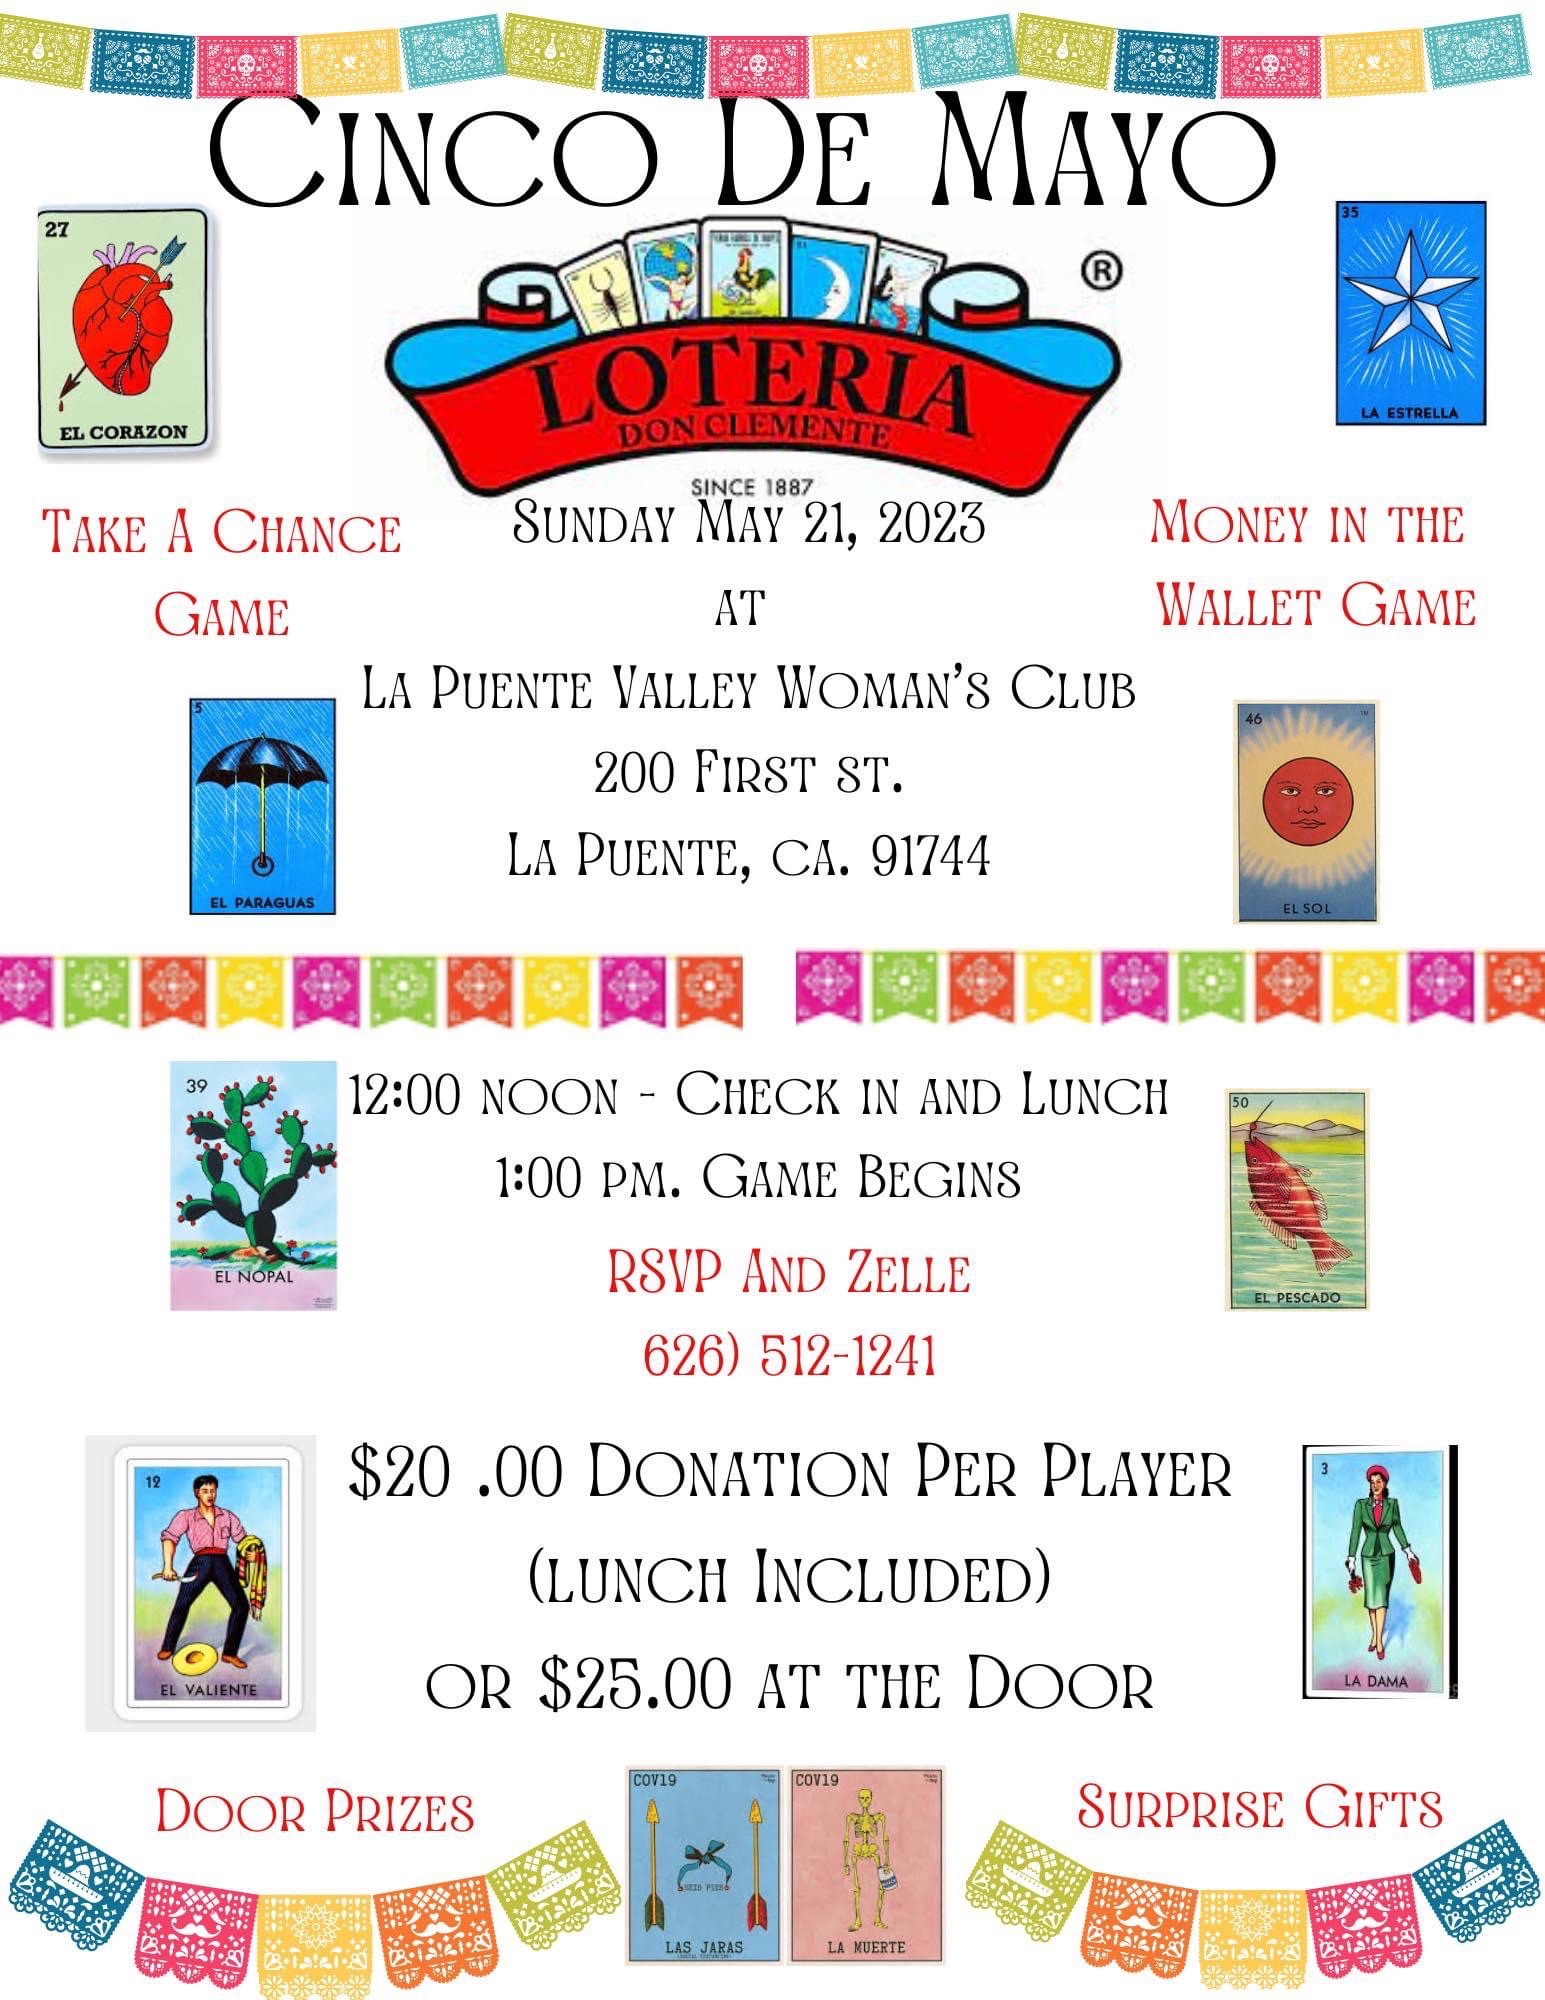 Cinco De Mayo
27
EL CORAZON
35
LA ESTRELLA
®
LOTERIA
DON CLEMENTE
SINCE 1887
Take A Chance
Game
Sunday May 21, 2023
at
La Puente Valley Woman's Club
200 First st.
La Puente, ca. 91744
Money in the
Wallet Game
5
EL PARAGUAS
46
TM
EL SOL
39
EL NOPAL
12:00 noon - Check in and Lunch
1:00 pm. Game Begins
RSVP And Zelle
626) 512-1241
50
EL PESCADO
12
EL VALIENTE
$20 .00 Donation Per Player
(lunch Included)
or $25.00 at the Door
3
LA DAMA
Door Prizes
COV19
SEIS PIES
LAS JARAS
COV19
LA MUERTE
Surprise Gifts